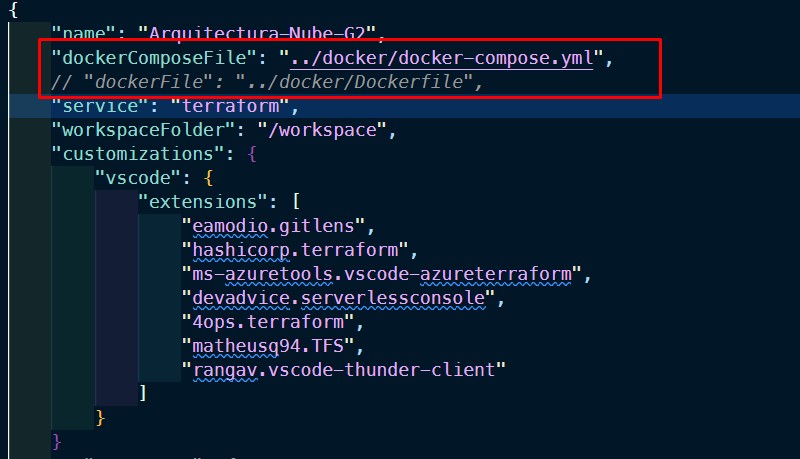 {
"name": "Arquitectura-Nube-G2",
"dockerComposeFile": "../docker/docker-compose.yml",
// "dockerFile": "../docker/Dockerfile",
"service": "terraform",
"workspaceFolder": "/workspace",
"customizations": {
"vscode": {
"extensions": [
"eamodio.gitlens",
"hashicorp.terraform",
"ms-azuretools.vscode-azureterraform",
"devadvice.serverlessconsole",
"4ops.terraform",
"matheusq94.TFS",
"rangav.vscode-thunder-client"
]
}
}